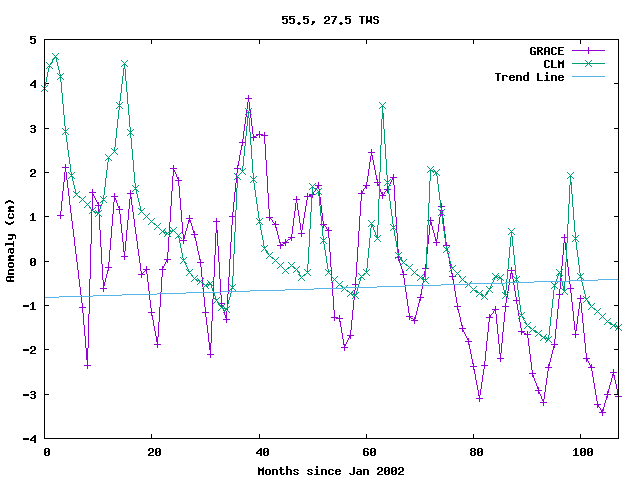 55.5, 27.5 TWS
GRACE
CLM
Trend Line
Anomaly (cm)
5
4
3
2
1
0
-1
-2
-3
-4
0 20 40 60 80 100
Months since Jan 2002